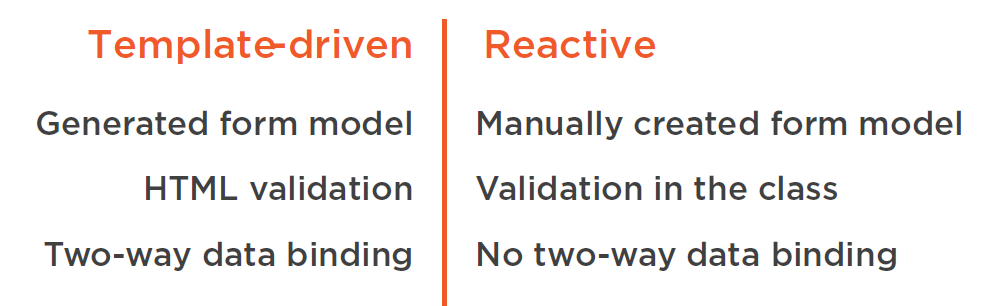 Template-driven
Generated form model
HTML validation
Two-way data binding
Reactive
Manually created form model
Validation in the class
No two-way data binding